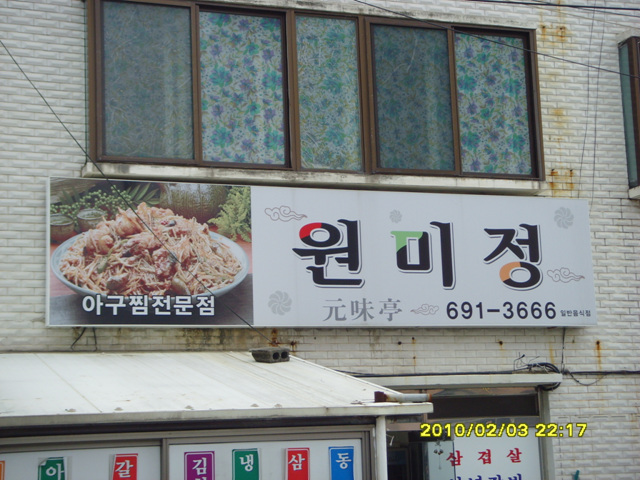 원미정
아구찜전문점
元味亭 691-3666 일반음식점
2010/02/03 22:17
아 갈 김 냉 삼 동
삼겹살